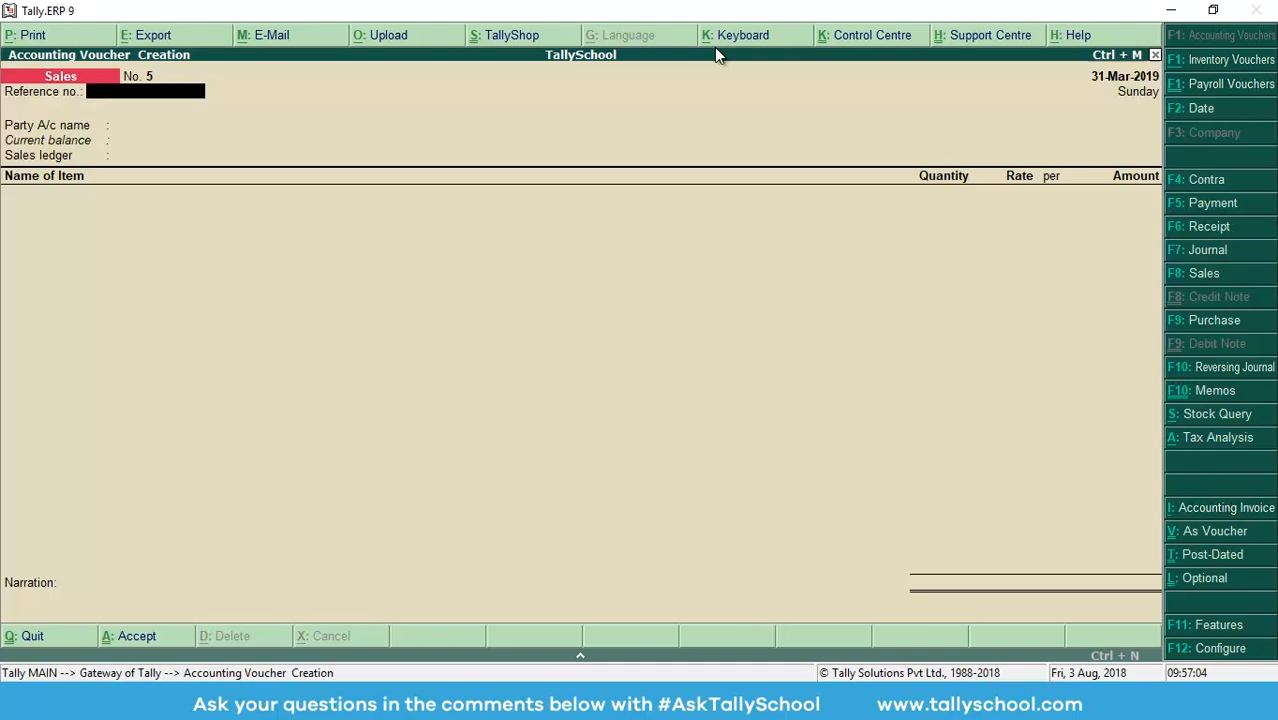 Tally.ERP 9
P: Print E: Export M: E-Mail O: Upload S: TallyShop G: Language K: Keyboard K: Control Centre H: Support Centre H: Help
Accounting Voucher Creation TallySchool Ctrl + M
Sales No. 5 31-Mar-2019
Reference no.: Sunday
Party A/c name :
Current balance :
Sales ledger :
Name of Item Quantity Rate per Amount
Narration:
Q: Quit A: Accept D: Delete X: Cancel
Ctrl + N
F1: Accounting Vouchers
F1: Inventory Vouchers
F1: Payroll Vouchers
F2: Date
F3: Company
F4: Contra
F5: Payment
F6: Receipt
F7: Journal
F8: Sales
F8: Credit Note
F9: Purchase
F9: Debit Note
F10: Reversing Journal
F10: Memos
S: Stock Query
A: Tax Analysis
I: Accounting Invoice
V: As Voucher
T: Post-Dated
L: Optional
F11: Features
F12: Configure
Tally MAIN --> Gateway of Tally --> Accounting Voucher Creation © Tally Solutions Pvt Ltd., 1988-2018 Fri, 3 Aug, 2018 09:57:04
Ask your questions in the comments below with #AskTallySchool www.tallyschool.com